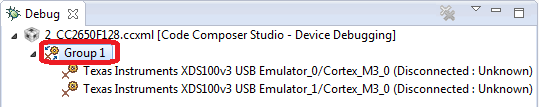 Debug
2_CC2650F128.ccxml [Code Composer Studio - Device Debugging]
Group 1
Texas Instruments XDS100v3 USB Emulator_0/Cortex_M3_0 (Disconnected : Unknown)
Texas Instruments XDS100v3 USB Emulator_1/Cortex_M3_0 (Disconnected : Unknown)